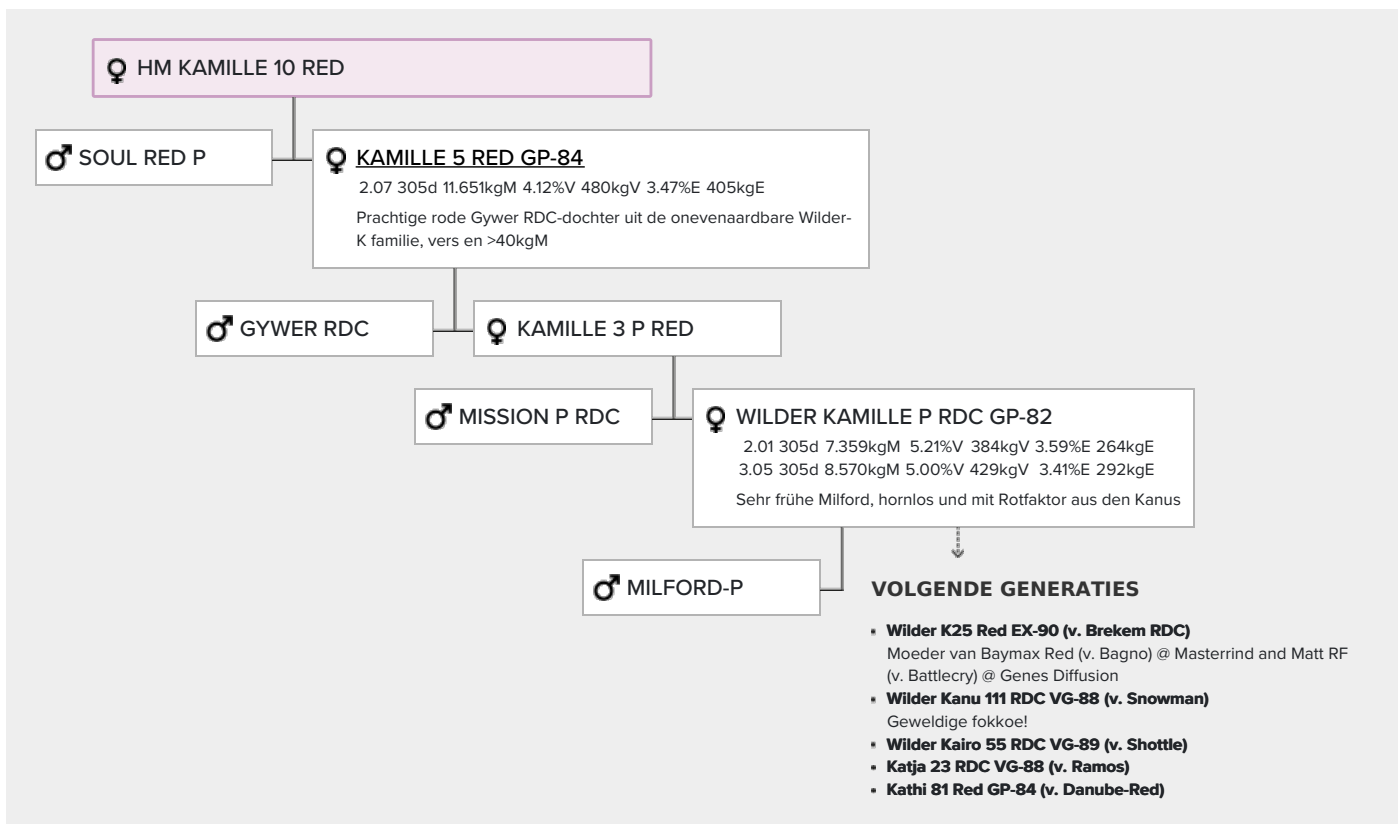 HM KAMILLE 10 RED
SOUL RED P
KAMILLE 5 RED GP-84
2.07 305d 11.651kgM 4.12%V 480kgV 3.47%E 405kgE
Prachtige rode Gywer RDC-dochter uit de onevenaardbare Wilder-
K familie, vers en >40kgM
GYWER RDC
KAMILLE 3 P RED
MISSION P RDC
WILDER KAMILLE P RDC GP-82
2.01 305d 7.359kgM 5.21%V 384kgV 3.59%E 264kgE
3.05 305d 8.570kgM 5.00%V 429kgV 3.41%E 292kgE
Sehr frühe Milford, hornlos und mit Rotfaktor aus den Kanus
MILFORD-P
VOLGENDE GENERATIES
Wilder K25 Red EX-90 (v. Brekem RDC)
Moeder van Baymax Red (v. Bagno) @ Masterrind and Matt RF
(v. Battlecry) @ Genes Diffusion
Wilder Kanu 111 RDC VG-88 (v. Snowman)
Geweldige fokkoe!
Wilder Kairo 55 RDC VG-89 (v. Shottle)
Katja 23 RDC VG-88 (v. Ramos)
Kathi 81 Red GP-84 (v. Danube-Red)